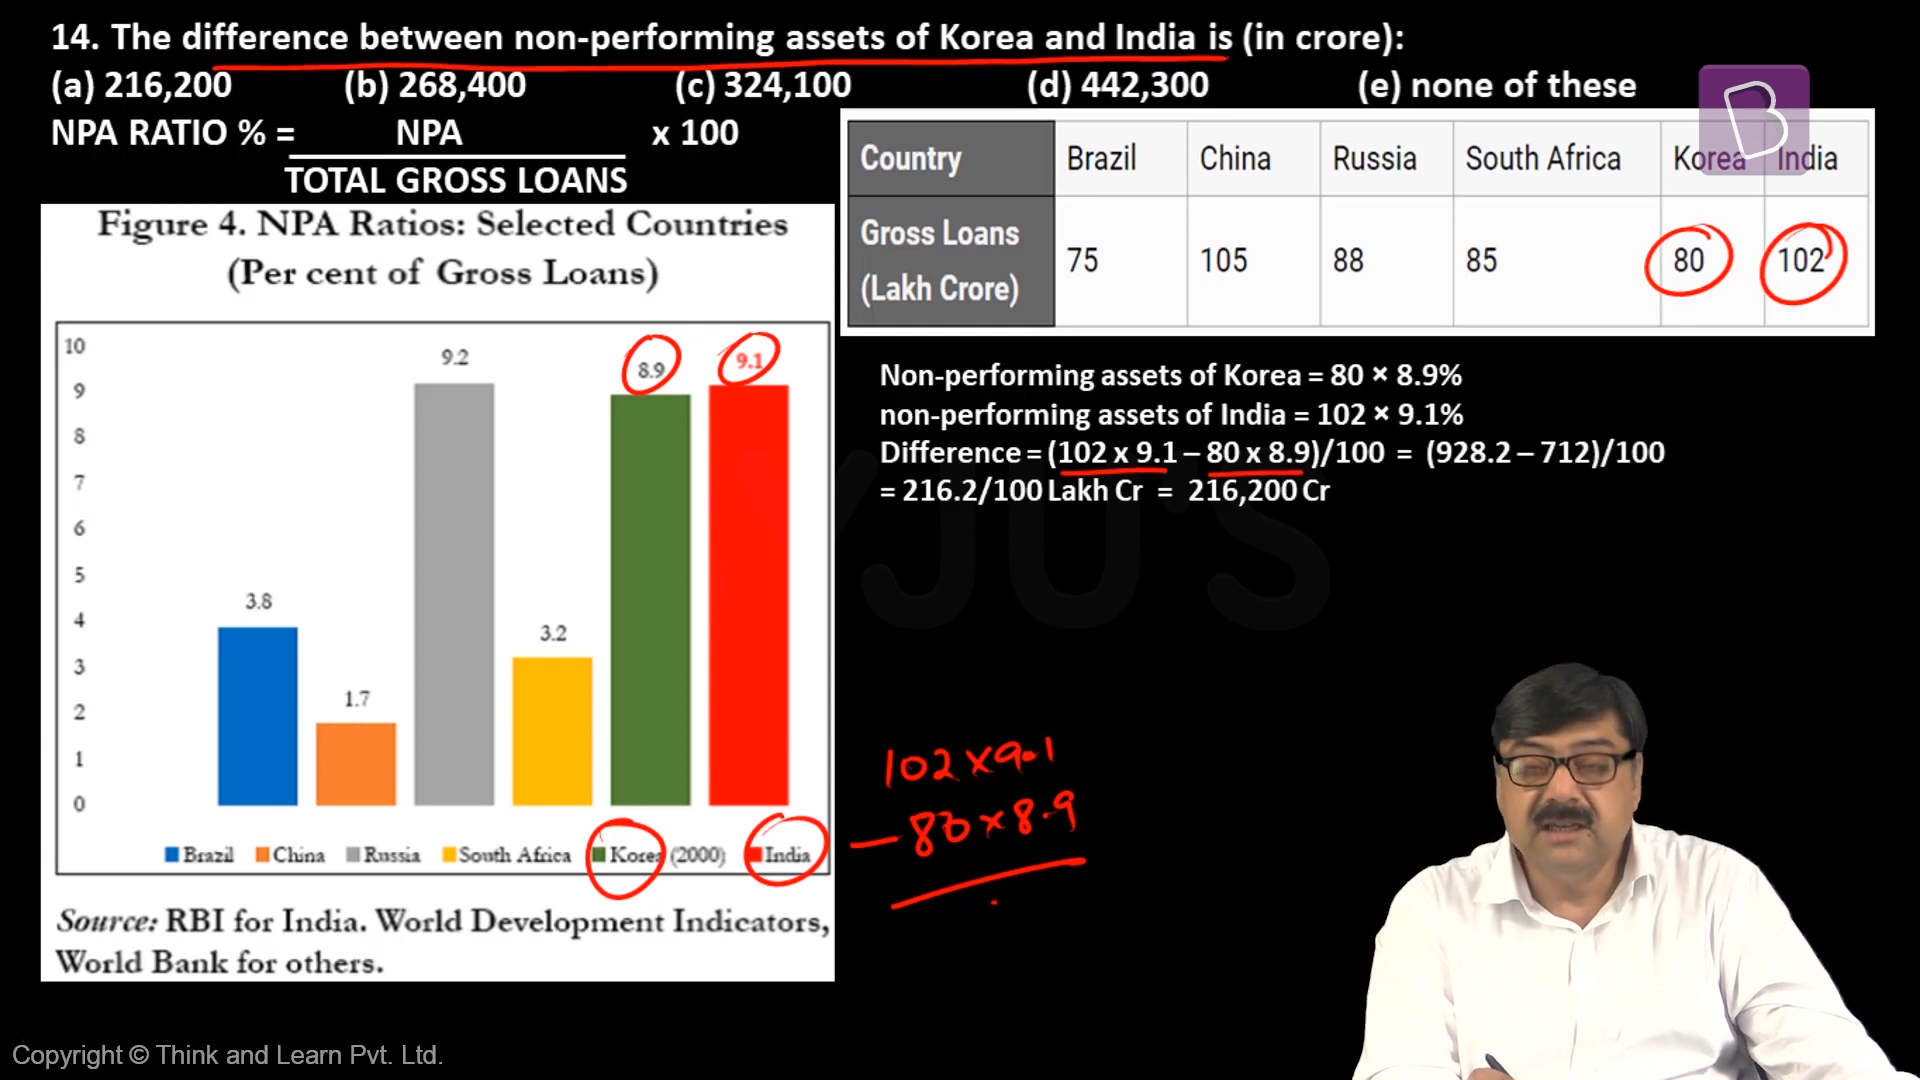 14. The difference between non-performing assets of Korea and India is (in crore):
(a) 216,200 (b) 268,400 (c) 324,100 (d) 442,300 (e) none of these
NPA RATIO % = NPA x 100
TOTAL GROSS LOANS
Country Brazil China Russia South Africa Korea India
Gross Loans (Lakh Crore) 75 105 88 85 80 102
Figure 4. NPA Ratios: Selected Countries
(Per cent of Gross Loans)
10
9
8
7
6
5
4
3
2
1
0
3.8
1.7
9.2
3.2
8.9
9.1
Brazil China Russia South Africa Korea (2000) India
Source: RBI for India. World Development Indicators,
World Bank for others.
Non-performing assets of Korea = 80 × 8.9%
non-performing assets of India = 102 × 9.1%
Difference = (102 x 9.1 – 80 x 8.9)/100 = (928.2 – 712)/100
= 216.2/100 Lakh Cr = 216,200 Cr
102 × 9.1
– 80 × 8.9
YJU'S
B
Copyright © Think and Learn Pvt. Ltd.